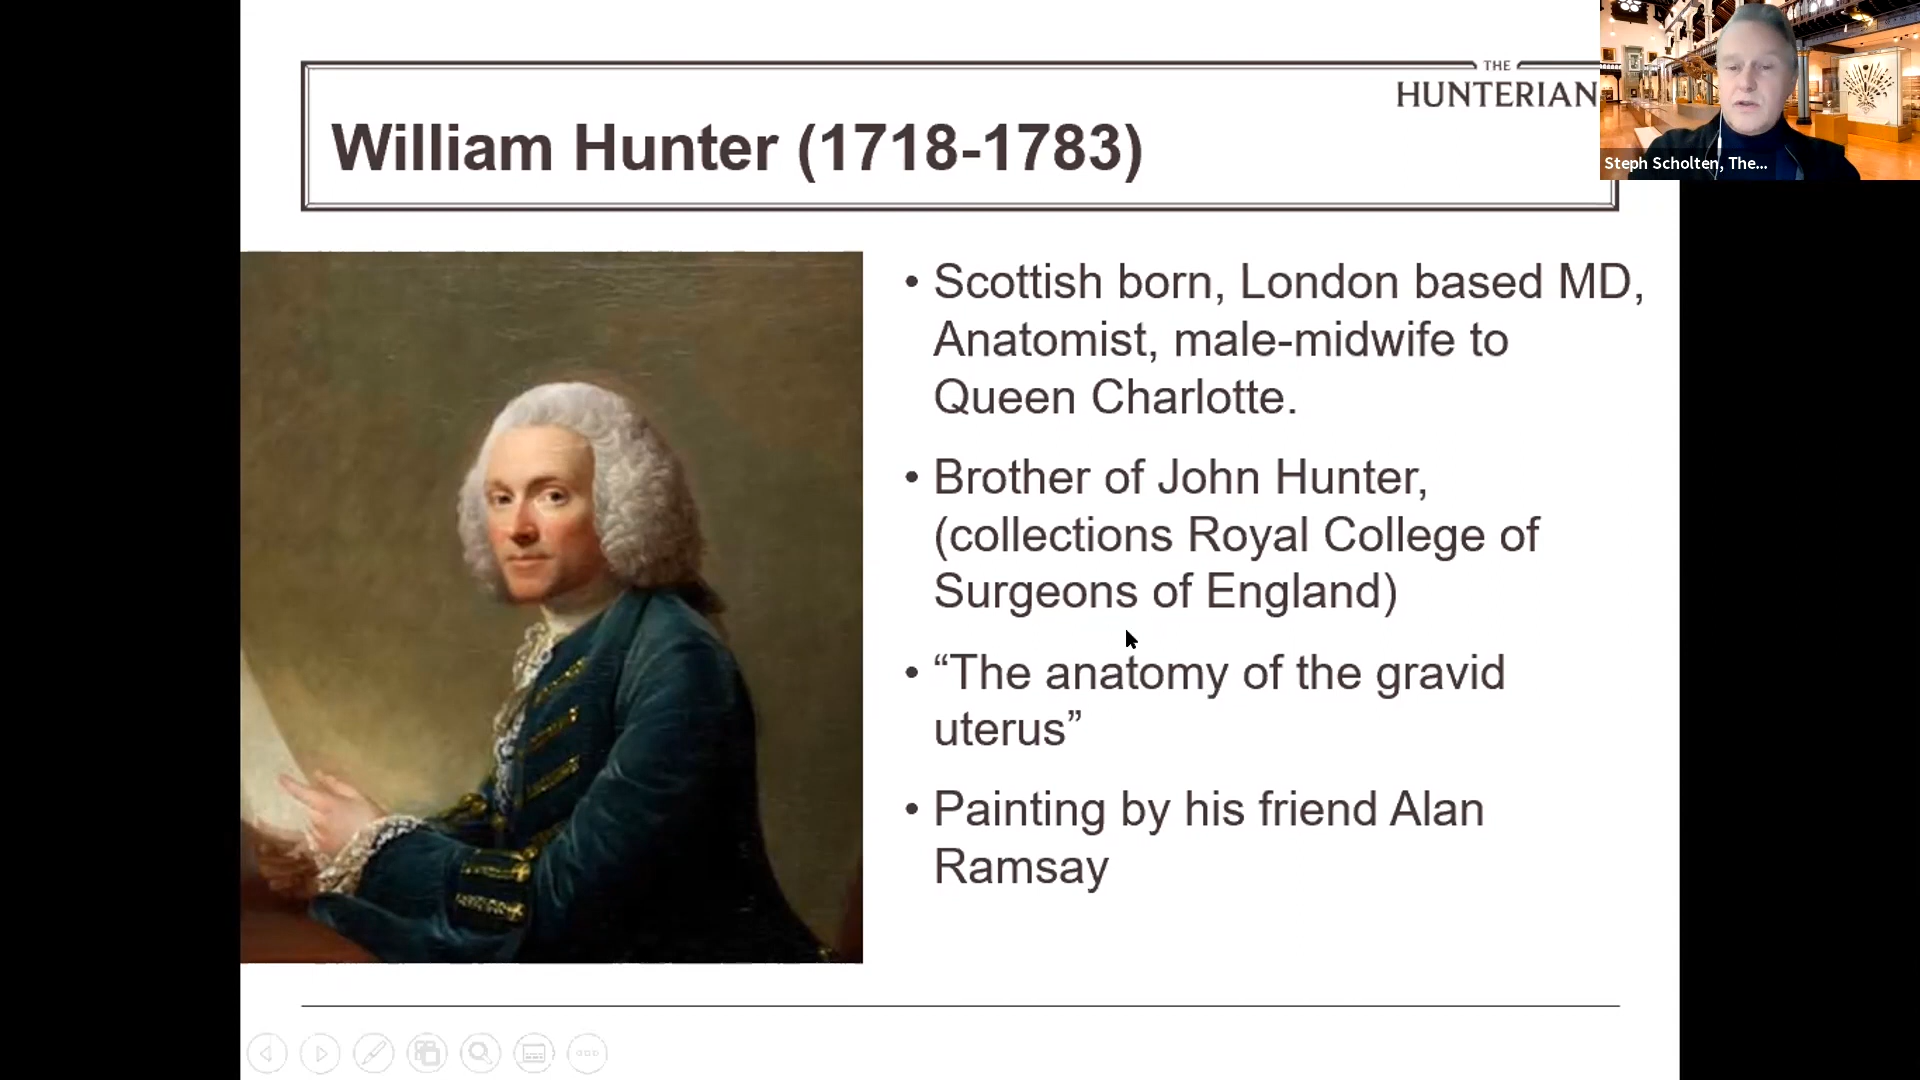 THE
HUNTERIAN
William Hunter (1718-1783)
Steph Scholten, The...
• Scottish born, London based MD,
Anatomist, male-midwife to
Queen Charlotte.
• Brother of John Hunter,
(collections Royal College of
Surgeons of England)
• “The anatomy of the gravid
uterus”
• Painting by his friend Alan
Ramsay